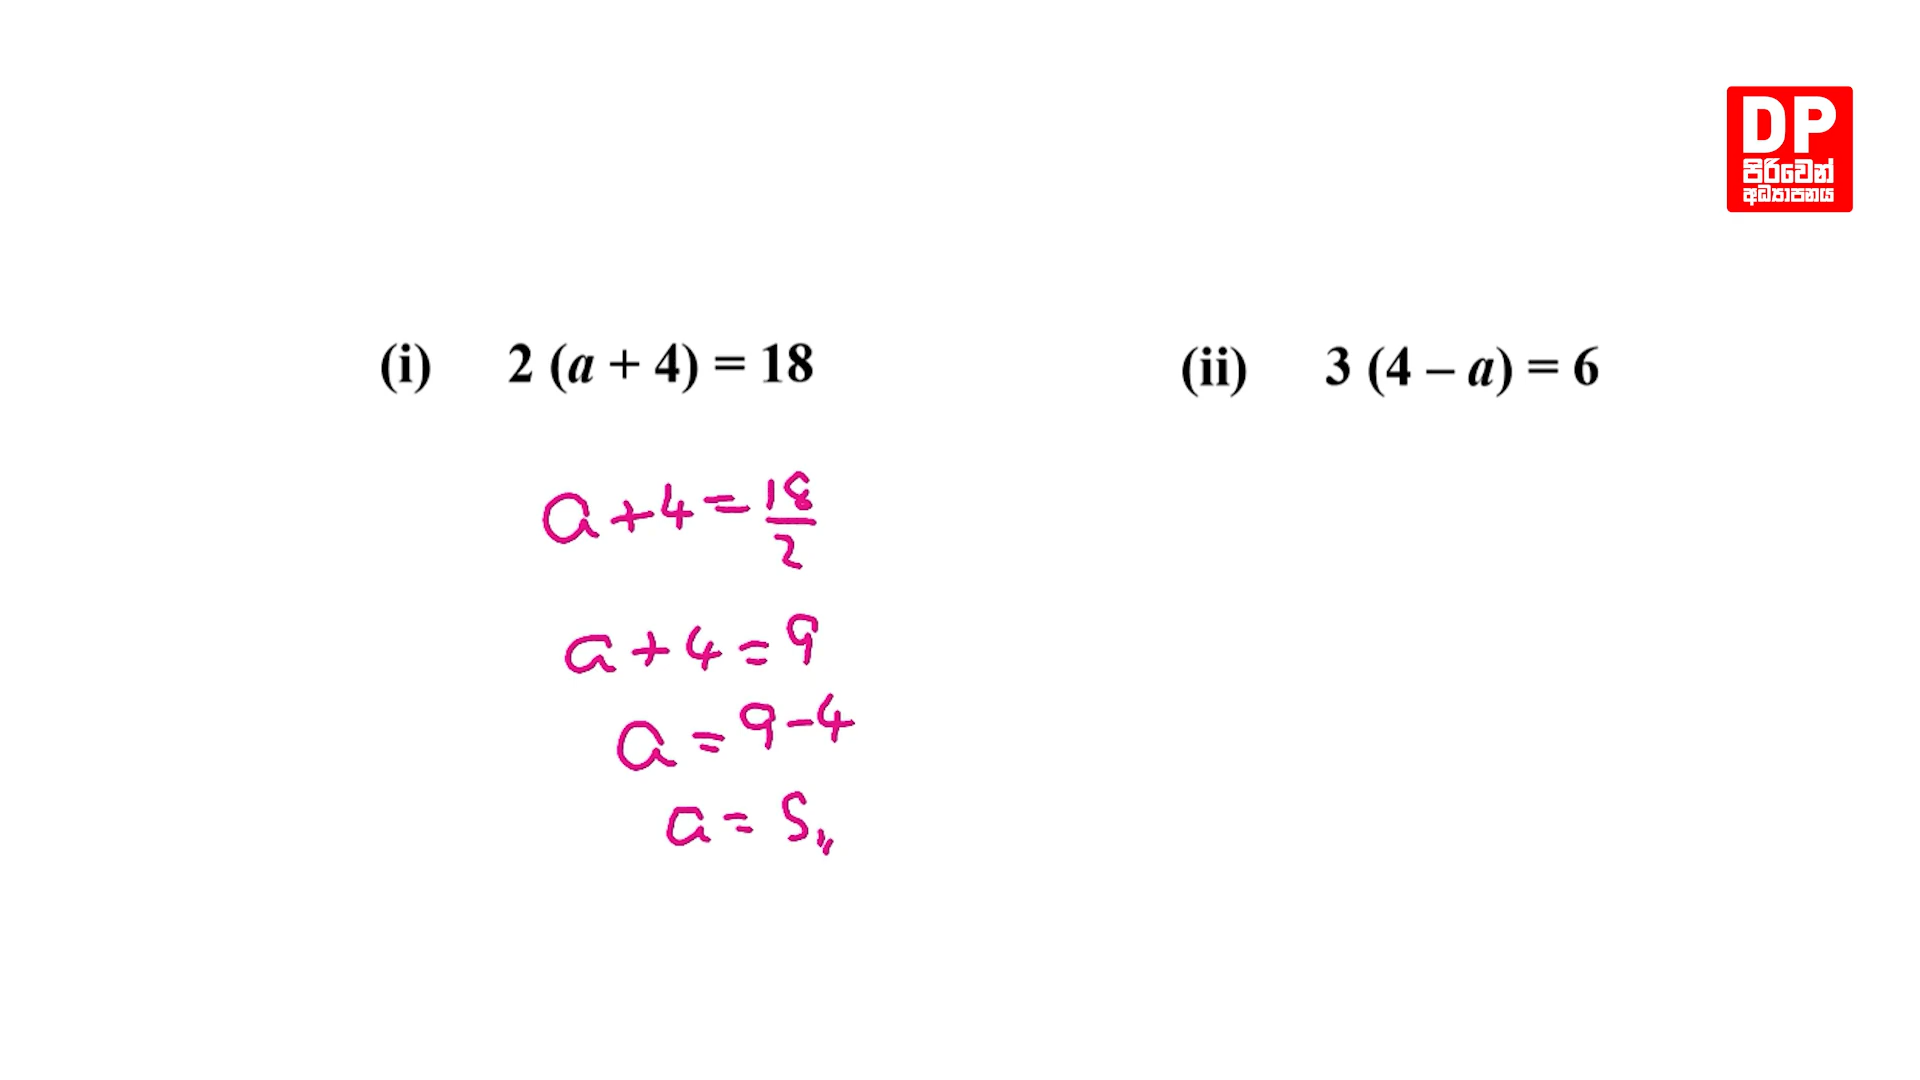 DP
පිරිවෙන්
අධ්‍යාපනය
(i) 2 (a + 4) = 18
(ii) 3 (4 – a) = 6
a + 4 = 18/2
a + 4 = 9
a = 9 - 4
a = 5